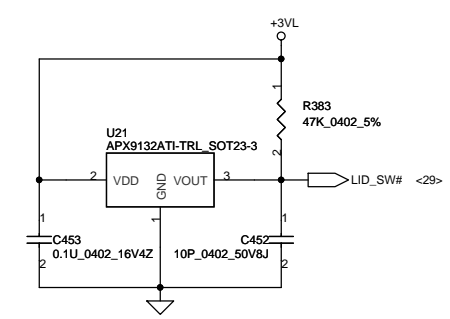 +3VL
1
R383
47K_0402_5%
2
U21
APX9132ATI-TRL_SOT23-3
2 VDD GND VOUT 3
LID_SW# <29>
1
1 C453
0.1U_0402_16V4Z
2
1
C452
10P_0402_50V8J
2